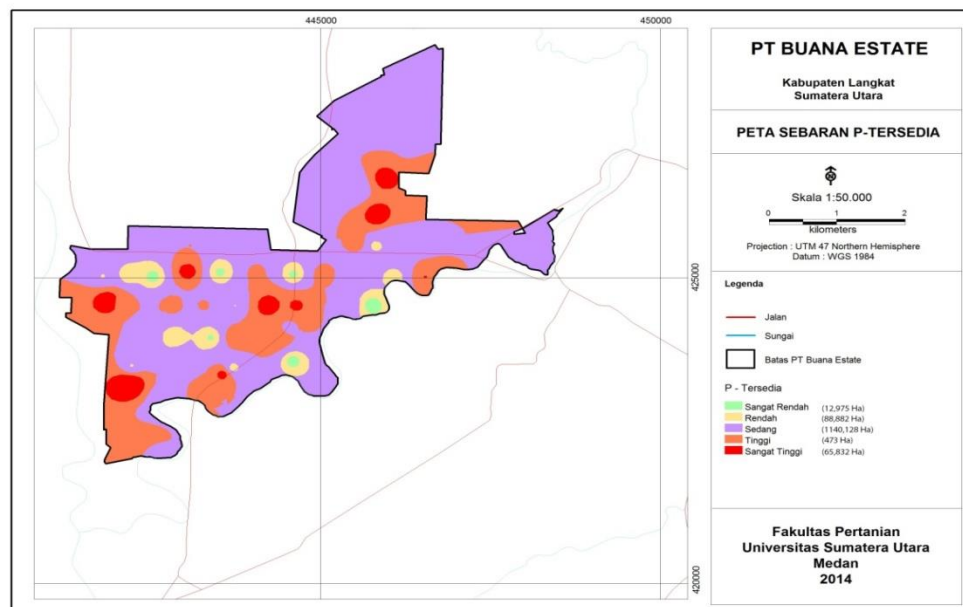 445000
450000
425000
420000
PT BUANA ESTATE
Kabupaten Langkat
Sumatera Utara
PETA SEBARAN P-TERSEDIA
Skala 1:50.000
0 1 2
kilometers
Projection : UTM 47 Northern Hemisphere
Datum : WGS 1984
Legenda
Jalan
Sungai
Batas PT Buana Estate
P - Tersedia
Sangat Rendah (12,975 Ha)
Rendah (88,882 Ha)
Sedang (1140,128 Ha)
Tinggi (473 Ha)
Sangat Tinggi (65,832 Ha)
Fakultas Pertanian
Universitas Sumatera Utara
Medan
2014